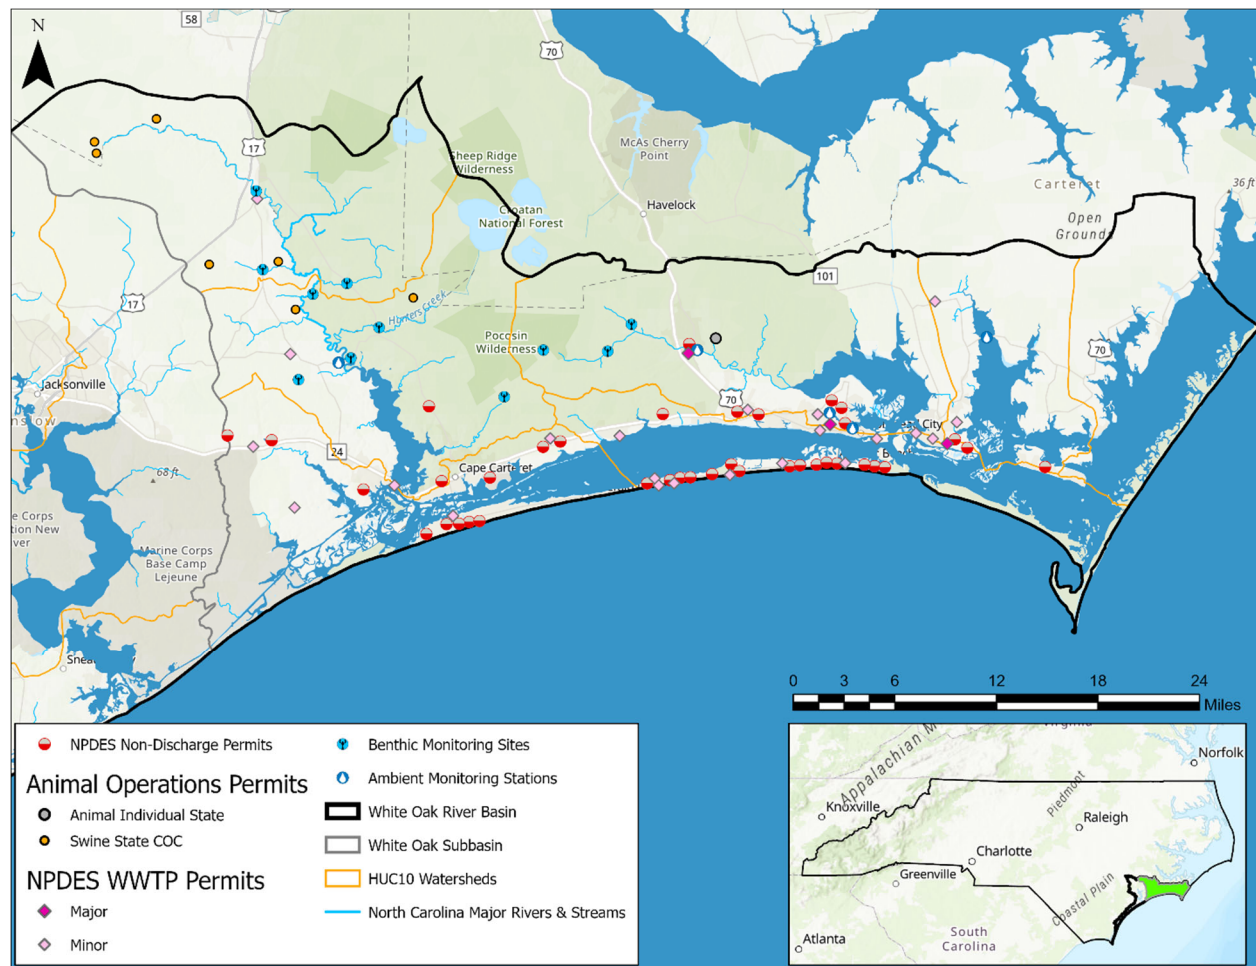 N
58
70
17
McAs Cherry
Point
Sheep Ridge
Wilderness
Carteret
36 ft
Havelock
Croatan
National Forest
Open
Grounds
101
17
Hunters Creek
Pocosin
Wilderness
70
Jacksonville
70
City
24
Cape Carteret
68 ft
Marine Corps
Base Camp
Lejeune
0 3 6 12 18 24
Miles
NPDES Non-Discharge Permits
Animal Operations Permits
Animal Individual State
Swine State COC
NPDES WWTP Permits
Major
Minor
Benthic Monitoring Sites
Ambient Monitoring Stations
White Oak River Basin
White Oak Subbasin
HUC10 Watersheds
North Carolina Major Rivers & Streams
Virginia
Norfolk
Appalachian M
Knoxville
Piedmont
Raleigh
Charlotte
Greenville
Coastal Plain
South
Carolina
Atlanta